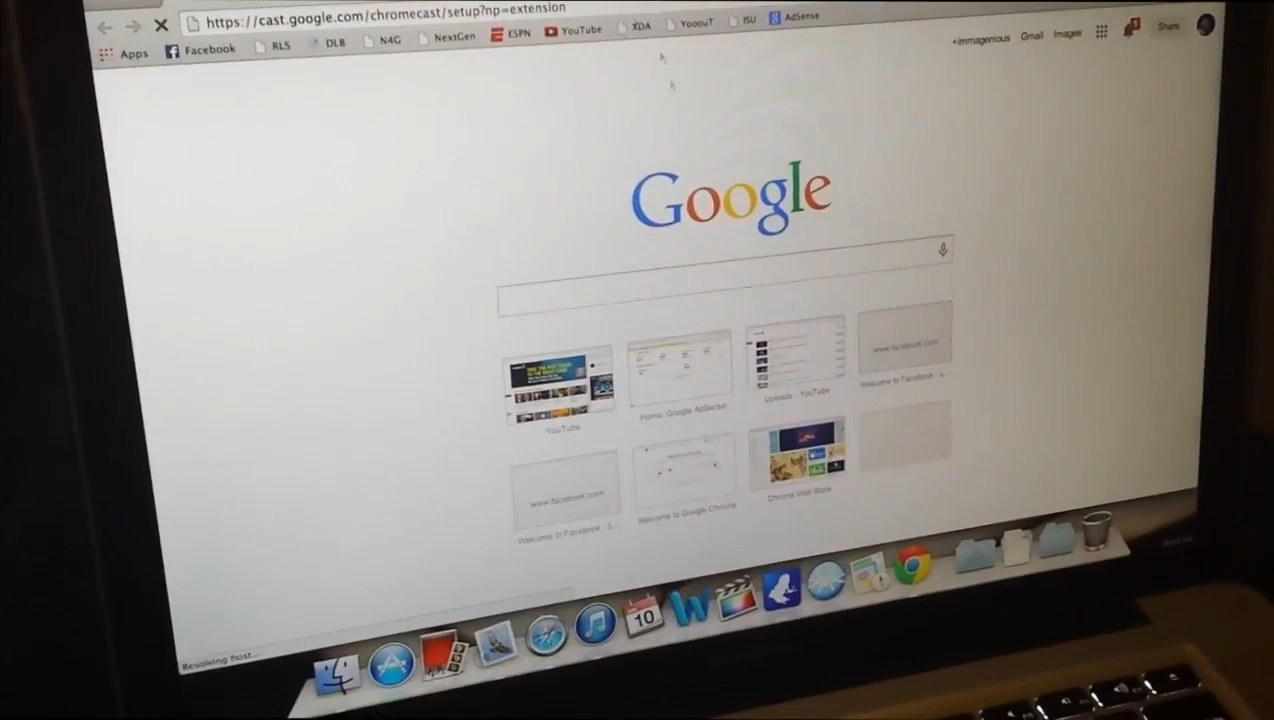 https://cast.google.com/chromecast/setup?np=extension
Apps Facebook RLS DLB N4G NextGen ESPN YouTube XDA YooouT ISU AdSense
+immagenious Gmail Images Share
Google
www.facebook.com
YouTube Home: Google AdSense Uploads - YouTube Welcome to Facebook - L...
www.facebook.com
Welcome to Facebook - L... Welcome to Google Chrome Chrome Web Store
10
Resolving host...